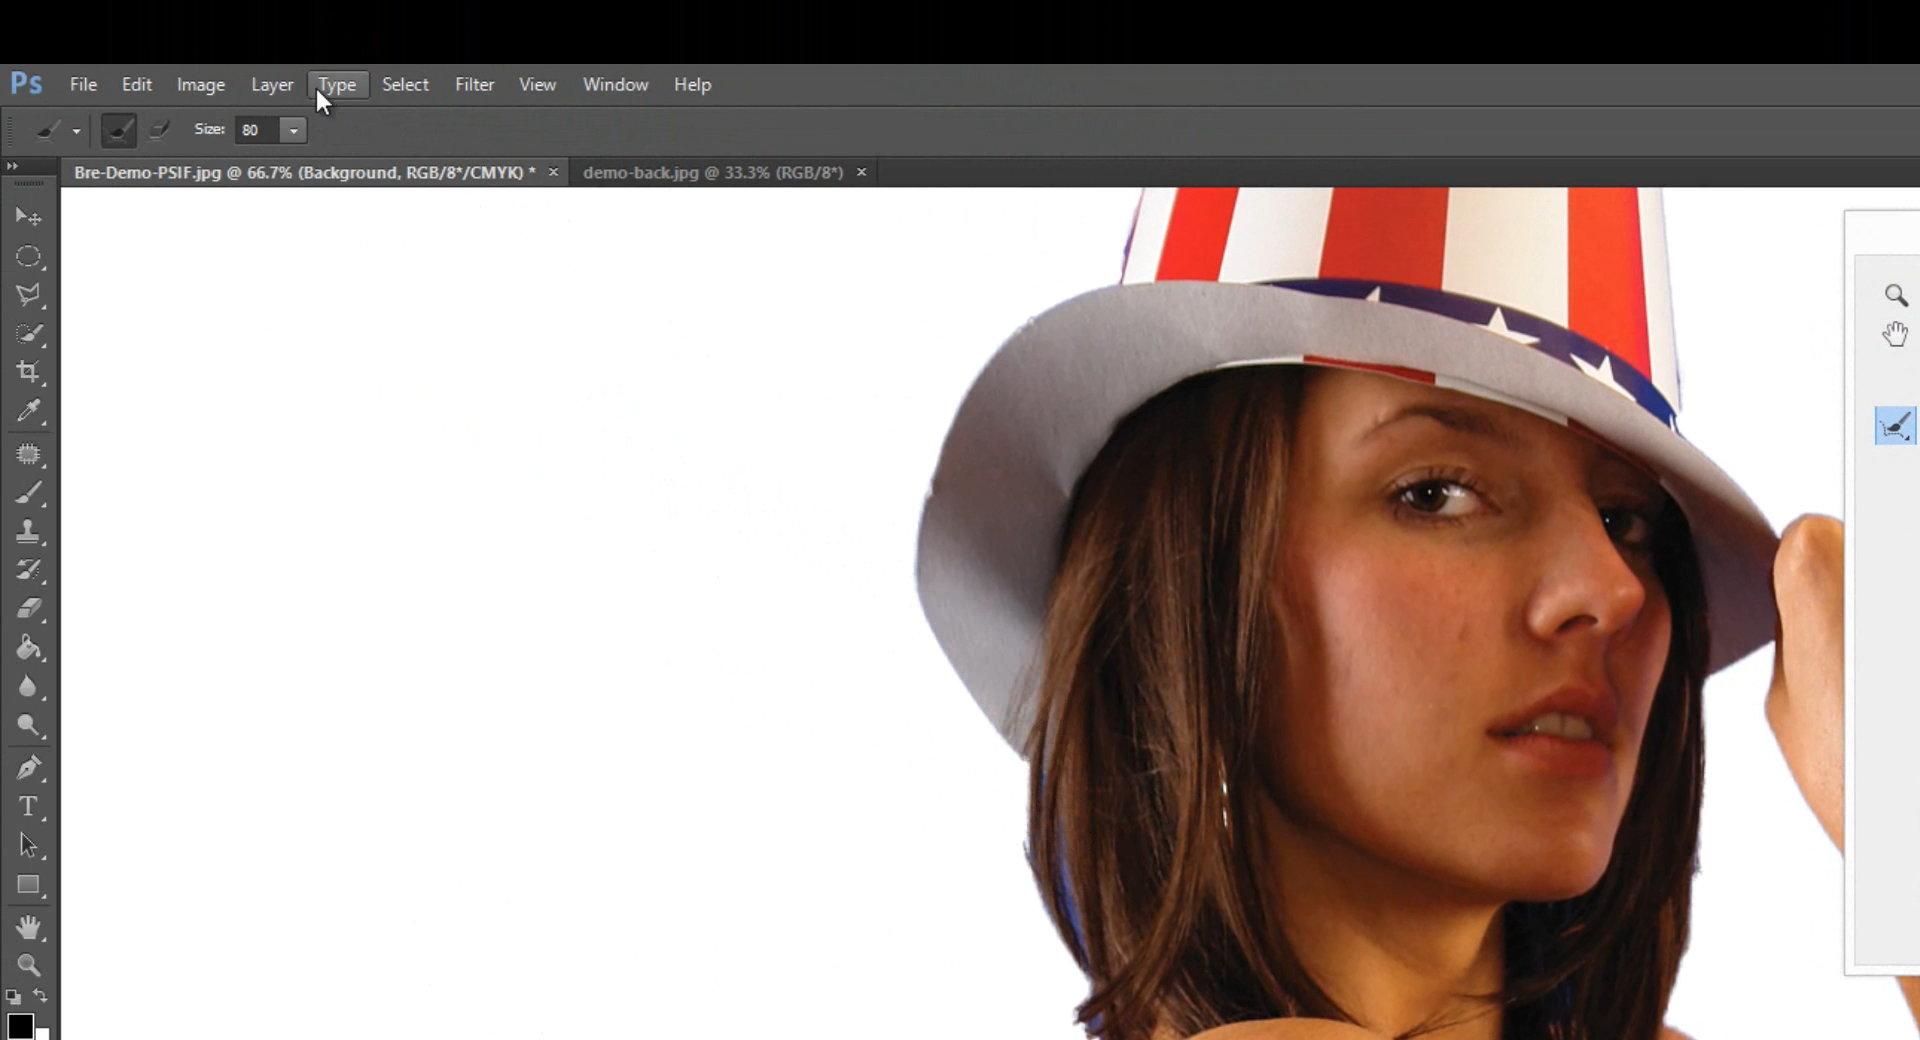 Ps File Edit Image Layer Type Select Filter View Window Help
Size: 80
Bre-Demo-PSIF.jpg @ 66.7% (Background, RGB/8*/CMYK) * × demo-back.jpg @ 33.3% (RGB/8*) ×
T